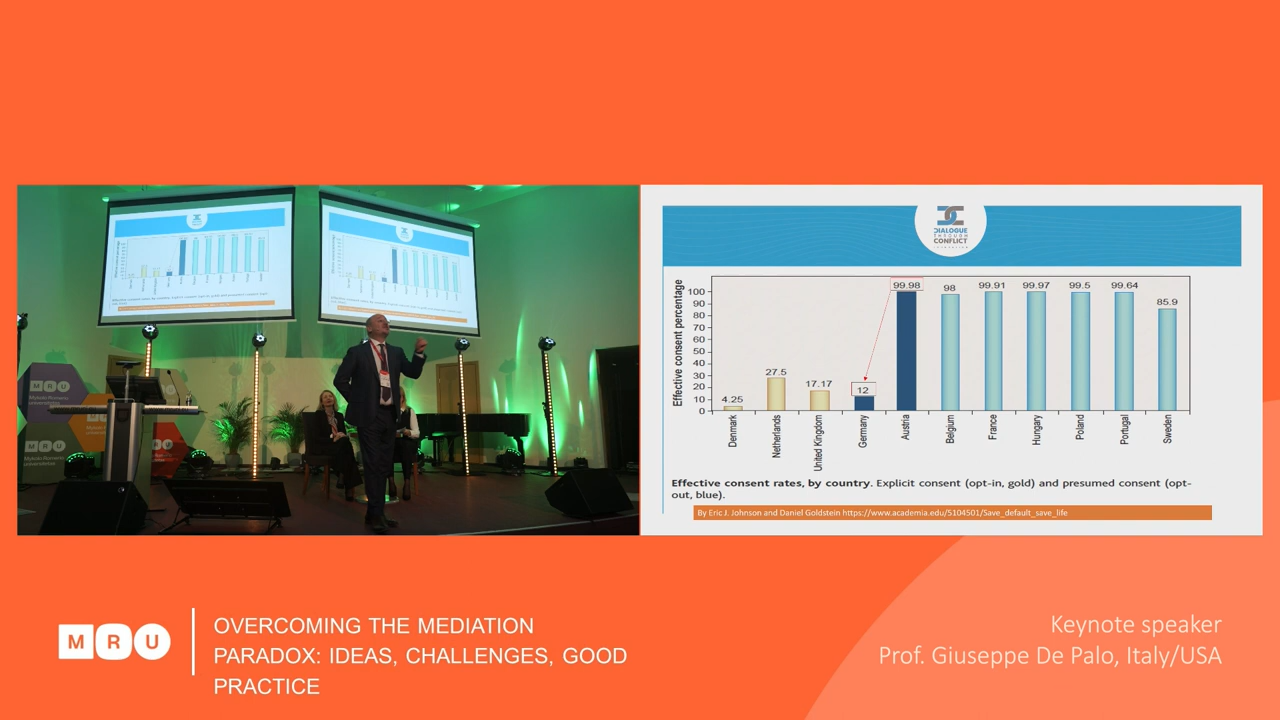 DIALOGUE
THROUGH
CONFLICT
Effective consent percentage
100
90
80
70
60
50
40
30
20
10
0
4.25
27.5
17.17
12
99.98
98
99.91
99.97
99.5
99.64
85.9
Denmark
Netherlands
United Kingdom
Germany
Austria
Belgium
France
Hungary
Poland
Portugal
Sweden
Effective consent rates, by country. Explicit consent (opt-in, gold) and presumed consent (opt-
out, blue).
By Eric J. Johnson and Daniel Goldstein https://www.academia.edu/5104501/Save_default_save_life
MRU
Mykolo Romerio
universitetas
MRU
OVERCOMING THE MEDIATION
PARADOX: IDEAS, CHALLENGES, GOOD
PRACTICE
Keynote speaker
Prof. Giuseppe De Palo, Italy/USA